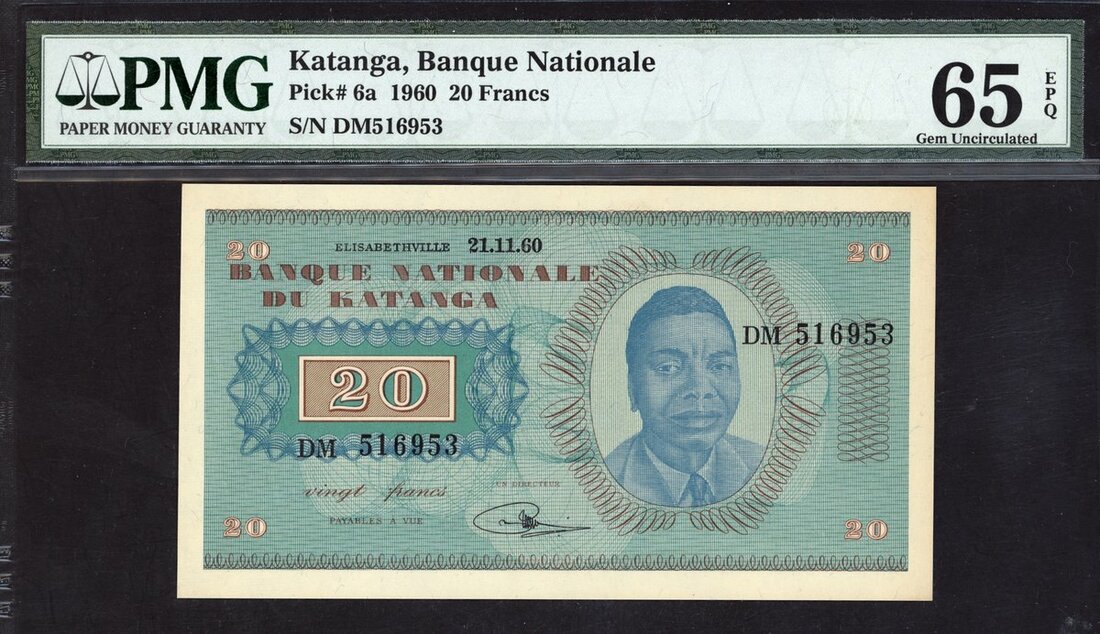 PMG
PAPER MONEY GUARANTY
Katanga, Banque Nationale
Pick# 6a 1960 20 Francs
S/N DM516953
65
EPQ
Gem Uncirculated
20
ELISABETHVILLE 21.11.60
20
BANQUE NATIONALE
DU KATANGA
DM 516953
20
DM 516953
vingt francs
UN DIRECTEUR
PAYABLES A VUE
20
20